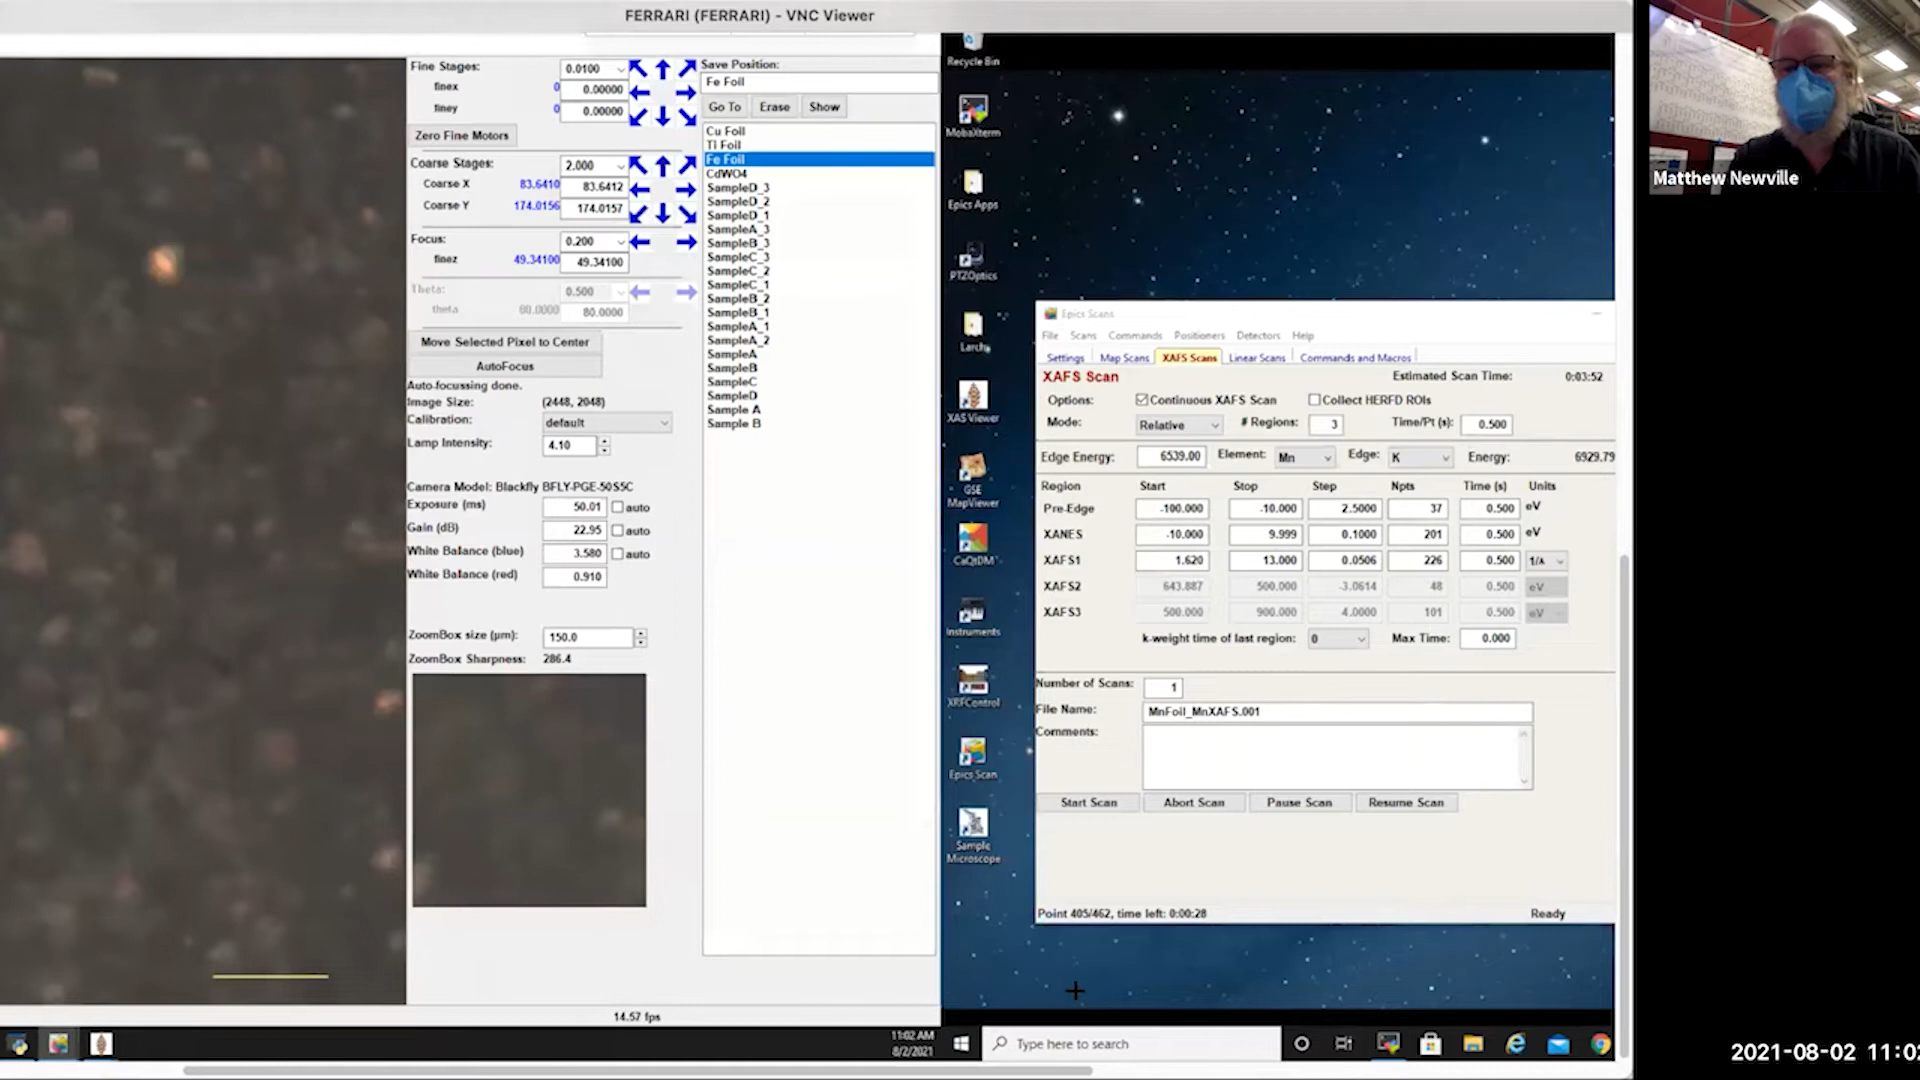 FERRARI (FERRARI) - VNC Viewer
Fine Stages: 0.0100
finex 0 0.00000
finey 0 0.00000
Zero Fine Motors
Coarse Stages: 2.000
Coarse X 83.6410 83.6412
Coarse Y 174.0156 174.0157
Focus: 0.200
finez 49.34100 49.34100
Theta: 0.500
theta 80.0000 80.0000
Move Selected Pixel to Center
AutoFocus
Auto-focussing done.
Image Size: (2448, 2048)
Calibration: default
Lamp Intensity: 4.10
Camera Model: Blackfly BFLY-PGE-50S5C
Exposure (ms) 50.01 auto
Gain (dB) 22.95 auto
White Balance (blue) 3.580 auto
White Balance (red) 0.910
ZoomBox size (µm): 150.0
ZoomBox Sharpness: 286.4
14.57 fps
Save Position:
Fe Foil
Go To Erase Show
Cu Foil
Ti Foil
Fe Foil
CdWO4
SampleD_3
SampleD_2
SampleD_1
SampleA_3
SampleB_3
SampleC_3
SampleC_2
SampleC_1
SampleB_2
SampleB_1
SampleA_1
SampleA_2
SampleA
SampleB
SampleC
SampleD
Sample A
Sample B
Recycle Bin
MobaXterm
Epics Apps
PTZOptics
Larch
XAS Viewer
GSE
MapViewer
CaQtDM
Instruments
XRFControl
Epics Scan
Sample
Microscope
Epics Scans
File Scans Commands Positioners Detectors Help
Settings Map Scans XAFS Scans Linear Scans Commands and Macros
XAFS Scan Estimated Scan Time: 0:03:52
Options: Continuous XAFS Scan Collect HERFD ROIs
Mode: Relative # Regions: 3 Time/Pt (s): 0.500
Edge Energy: 6539.00 Element: Mn Edge: K Energy: 6929.79
Region Start Stop Step Npts Time (s) Units
Pre-Edge -100.000 -10.000 2.5000 37 0.500 eV
XANES -10.000 9.999 0.1000 201 0.500 eV
XAFS1 1.620 13.000 0.0506 226 0.500 1/A
XAFS2 643.887 500.000 -3.0614 48 0.500 eV
XAFS3 500.000 900.000 4.0000 101 0.500 eV
k-weight time of last region: 0 Max Time: 0.000
Number of Scans: 1
File Name: MnFoil_MnXAFS.001
Comments:
Start Scan Abort Scan Pause Scan Resume Scan
Point 405/462, time left: 0:00:28 Ready
11:02 AM
8/2/2021
Type here to search
Matthew Newville
2021-08-02 11:02